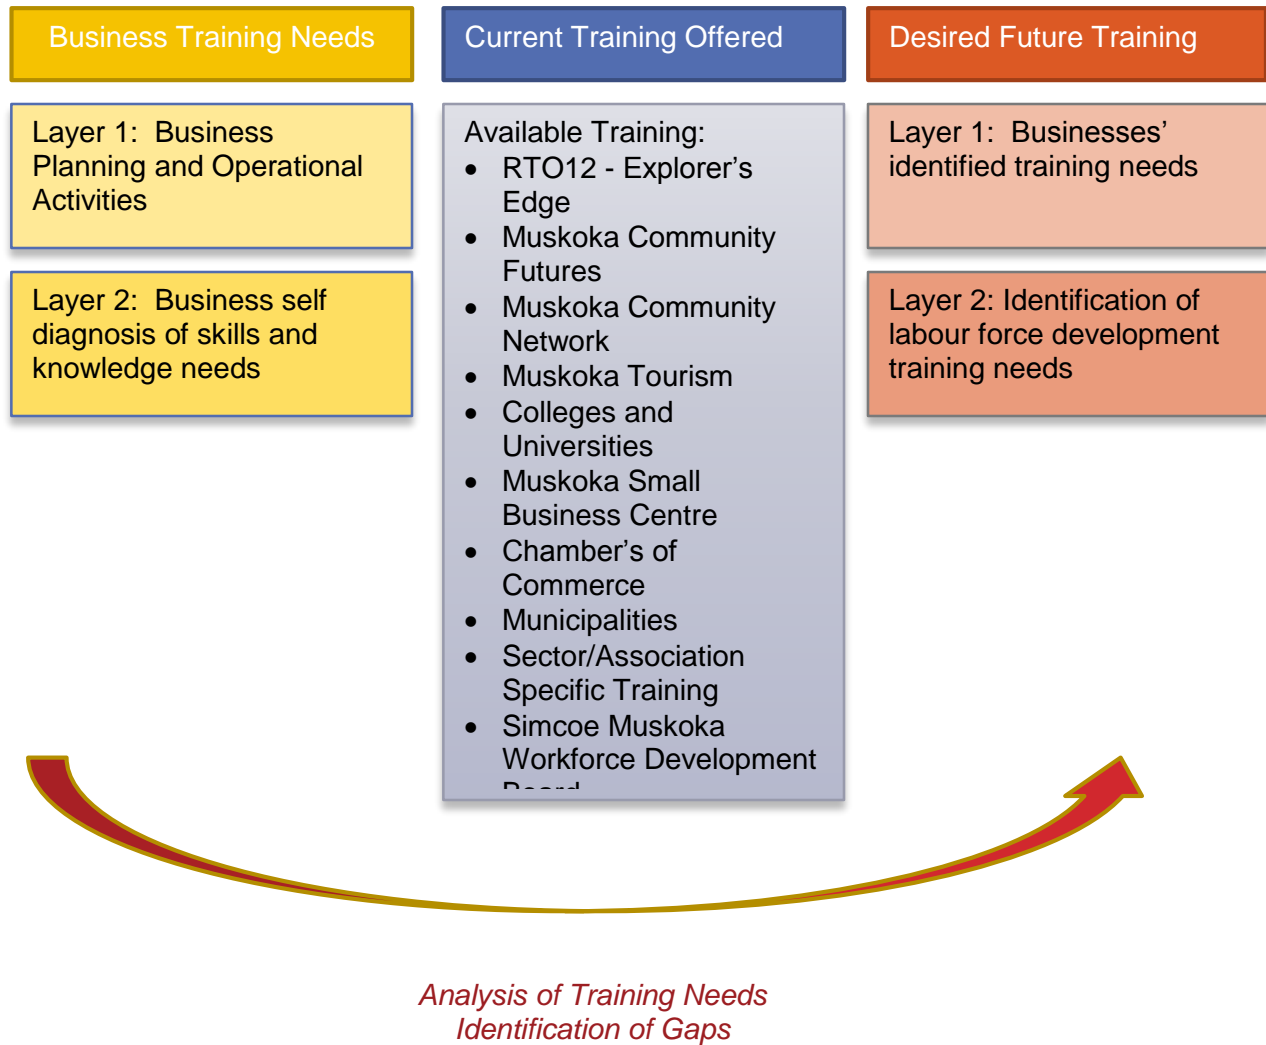 Business Training Needs
Current Training Offered
Desired Future Training
Layer 1:  Business
Planning and Operational
Activities
Layer 2:  Business self
diagnosis of skills and
knowledge needs
Available Training:
• RTO12 - Explorer's
Edge
• Muskoka Community
Futures
• Muskoka Community
Network
• Muskoka Tourism
• Colleges and
Universities
• Muskoka Small
Business Centre
• Chamber's of
Commerce
• Municipalities
• Sector/Association
Specific Training
• Simcoe Muskoka
Workforce Development
Board
Layer 1:  Businesses'
identified training needs
Layer 2: Identification of
labour force development
training needs
Analysis of Training Needs
Identification of Gaps